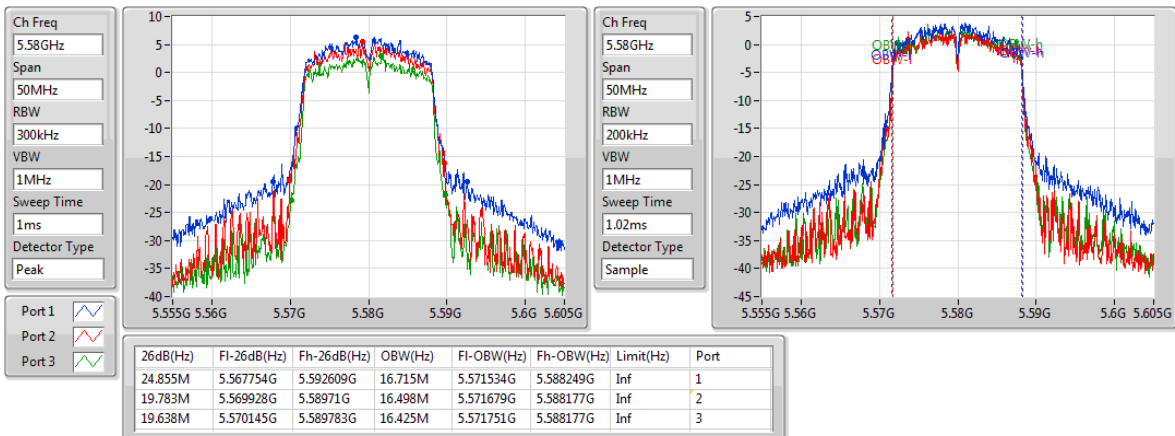 Ch Freq
5.58GHz
Span
50MHz
RBW
300kHz
VBW
1MHz
Sweep Time
1ms
Detector Type
Peak
10
5
0
-5
-10
-15
-20
-25
-30
-35
-40
5.555G 5.56G 5.57G 5.58G 5.59G 5.6G 5.605G
Ch Freq
5.58GHz
Span
50MHz
RBW
200kHz
VBW
1MHz
Sweep Time
1.02ms
Detector Type
Sample
10
5
0
-5
-10
-15
-20
-25
-30
-35
-40
-45
5.555G 5.56G 5.57G 5.58G 5.59G 5.6G 5.605G
Port 1
Port 2
Port 3
26dB(Hz) Fl-26dB(Hz) Fh-26dB(Hz) OBW(Hz) Fl-OBW(Hz) Fh-OBW(Hz) Limit(Hz) Port
24.855M 5.567754G 5.592609G 16.715M 5.571534G 5.588249G Inf 1
19.783M 5.569928G 5.58971G 16.498M 5.571679G 5.588177G Inf 2
19.638M 5.570145G 5.589783G 16.425M 5.571751G 5.588177G Inf 3